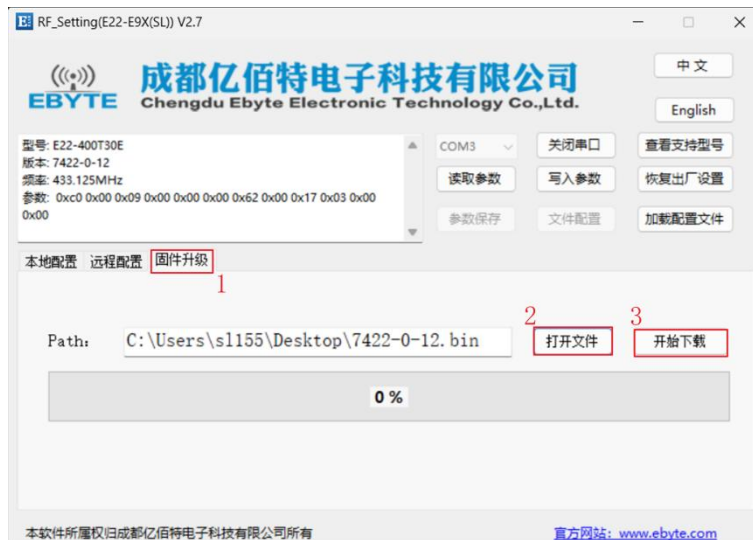 RF_Setting(E22-E9X(SL)) V2.7
中 文
EBYTE
成都亿佰特电子科技有限公司
Chengdu Ebyte Electronic Technology Co.,Ltd.
English
型号: E22-400T30E
版本: 7422-0-12
频率: 433.125MHz
参数: 0xc0 0x00 0x09 0x00 0x00 0x00 0x62 0x00 0x17 0x03 0x00
0x00
COM3
关闭串口
查看支持型号
读取参数
写入参数
恢复出厂设置
参数保存
文件配置
加载配置文件
本地配置
远程配置
固件升级
1
2
3
Path:
C:\Users\sl155\Desktop\7422-0-12.bin
打开文件
开始下载
0 %
本软件所属权归成都亿佰特电子科技有限公司所有
官方网站: www.ebyte.com